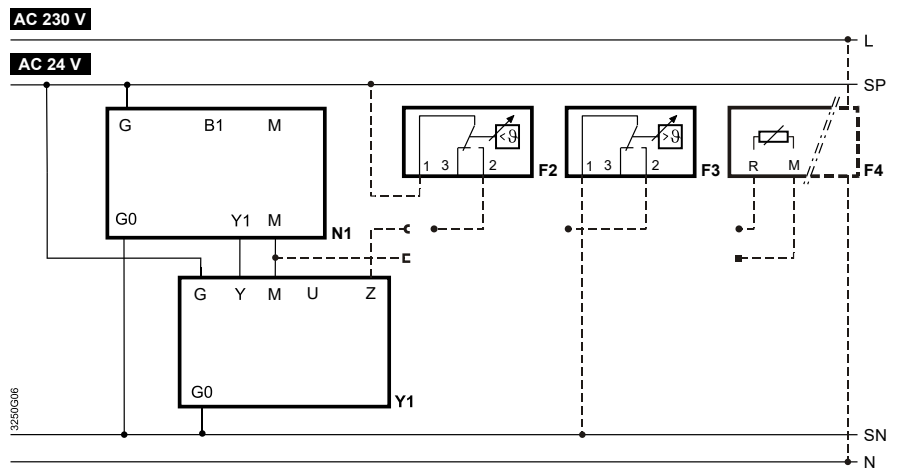 AC 230 V
L
AC 24 V
SP
G B1 M
G0 Y1 M
N1
<ϑ
1 3 2
F2
>ϑ
1 3 2
F3
R M
F4
G Y M U Z
G0
Y1
3250G06
SN
N